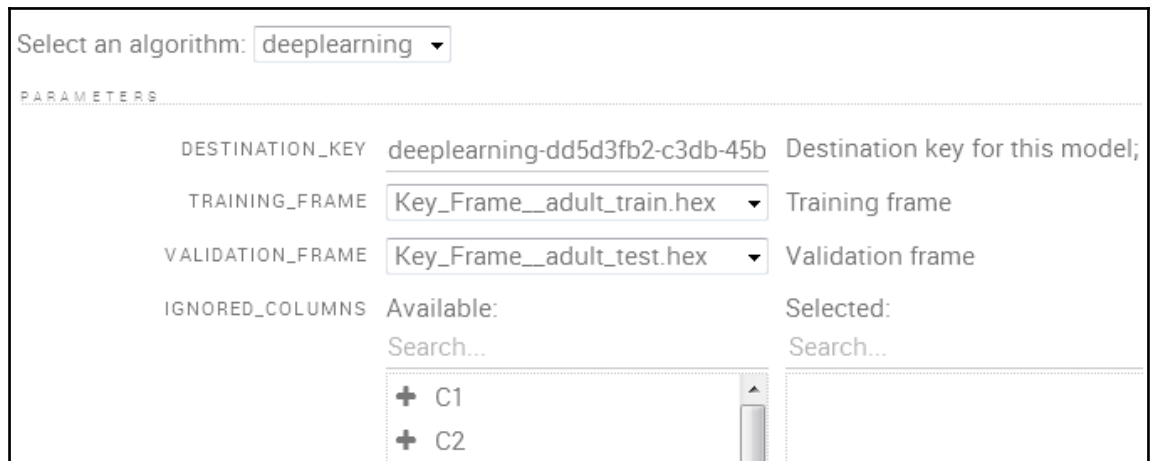 Select an algorithm: deeplearning
PARAMETERS
DESTINATION_KEY deeplearning-dd5d3fb2-c3db-45b Destination key for this model;
TRAINING_FRAME Key_Frame__adult_train.hex Training frame
VALIDATION_FRAME Key_Frame__adult_test.hex Validation frame
IGNORED_COLUMNS Available: Selected:
Search... Search...
C1
C2